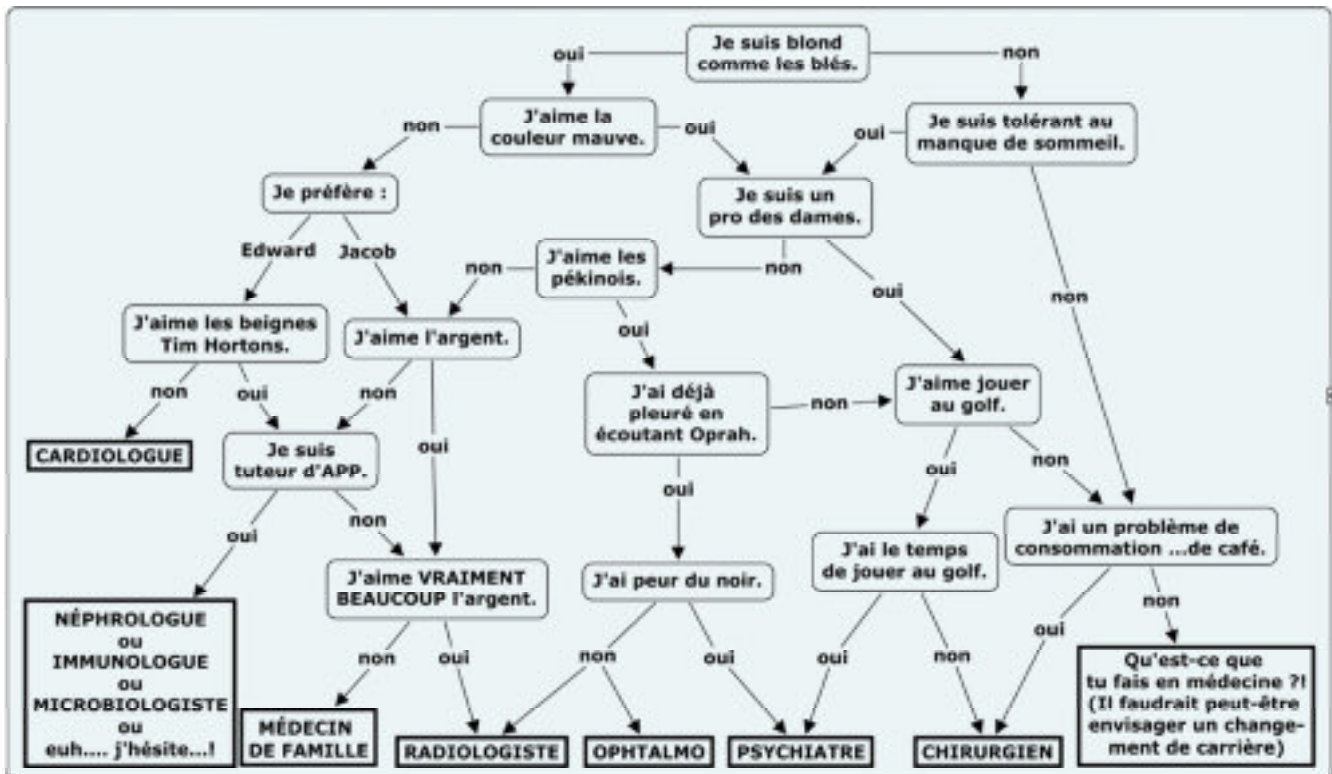 Je suis blond
comme les blés.
oui
non
J'aime la
couleur mauve.
Je suis tolérant au
manque de sommeil.
non
oui
oui
Je préfère :
Je suis un
pro des dames.
Edward
Jacob
non
J'aime les
pékinois.
non
oui
non
J'aime les beignes
Tim Hortons.
J'aime l'argent.
oui
non
oui
non
J'ai déjà
pleuré en
écoutant Oprah.
non
J'aime jouer
au golf.
CARDIOLOGUE
Je suis
tuteur d'APP.
oui
oui
oui
non
oui
non
J'aime VRAIMENT
BEAUCOUP l'argent.
J'ai peur du noir.
J'ai le temps
de jouer au golf.
J'ai un problème de
consommation ...de café.
NÉPHROLOGUE
ou
IMMUNOLOGUE
ou
MICROBIOLOGISTE
ou
euh.... j'hésite...!
non
oui
non
oui
oui
non
oui
non
MÉDECIN
DE FAMILLE
RADIOLOGISTE
OPHTALMO
PSYCHIATRE
CHIRURGIEN
Qu'est-ce que
tu fais en médecine ?!
(Il faudrait peut-être
envisager un change-
ment de carrière)